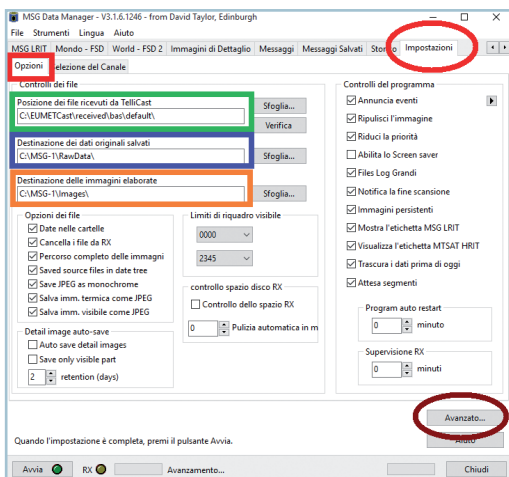 MSG Data Manager - V3.1.6.1246 - from David Taylor, Edinburgh
File Strumenti Lingua Aiuto
MSG LRIT Mondo - FSD World - FSD 2 Immagini di Dettaglio Messaggi Messaggi Salvati Impostazioni
Opzioni Selezione del Canale
Controlli dei file
Posizione dei file ricevuti da TelliCast
C:\EUMETCast\received\bas\default\
Sfoglia...
Verifica
Destinazione dei dati originali salvati
C:\MSG-1\RawData\
Sfoglia...
Destinazione delle immagini elaborate
C:\MSG-1\Images\
Sfoglia...
Opzioni dei file
Date nelle cartelle
Cancella i file da RX
Percorso completo delle immagni
Saved source files in date tree
Save JPEG as monochrome
Salva imm. termica come JPEG
Salva imm. visibile come JPEG
Detail image auto-save
Auto save detail images
Save only visible part
2 retention (days)
Limiti di riquadro visibile
0000
2345
controllo spazio disco RX
Controllo dello spazio RX
0 Pulizia automatica in m
Controlli del programma
Annuncia eventi
Ripulisci l'immagine
Riduci la priorità
Abilita lo Screen saver
Files Log Grandi
Notifica la fine scansione
Immagini persistenti
Mostra l'etichetta MSG LRIT
Visualizza l'etichetta MTSAT HRIT
Trascura i dati prima di oggi
Attesa segmenti
Program auto restart
0 minuto
Supervisione RX
0 minuti
Avanzato...
Quando l'impostazione è completa, premi il pulsante Avvia.
Aiuto
Avvia RX Avanzamento... Chiudi